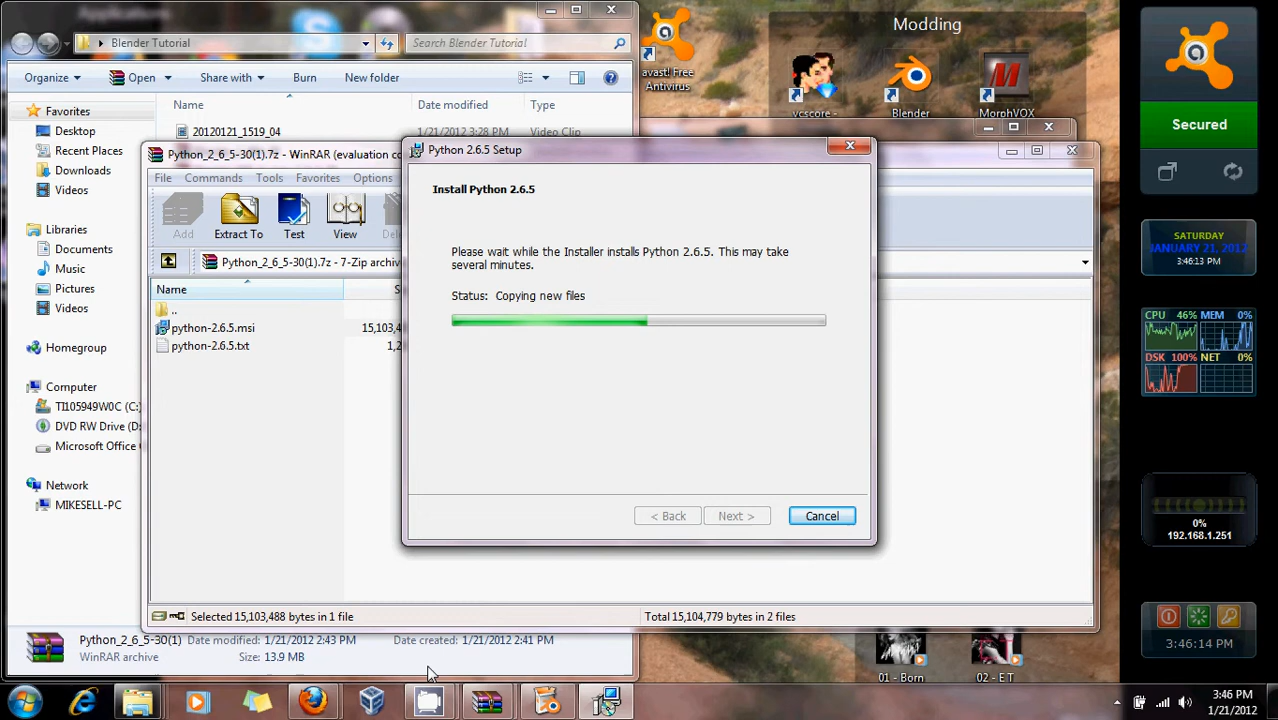 Blender Tutorial
Search Blender Tutorial
Organize
Open
Share with
Burn
New folder
Name
Date modified
Type
20120121_1519_04
1/21/2012 3:28 PM
Video Clip
Favorites
Desktop
Recent Places
Downloads
Videos
Libraries
Documents
Music
Pictures
Videos
Homegroup
Computer
TI105949W0C (C:)
DVD RW Drive (D:
Microsoft Office
Network
MIKESELL-PC
Python_2_6_5-30(1)
Date modified: 1/21/2012 2:43 PM
Date created: 1/21/2012 2:41 PM
WinRAR archive
Size: 13.9 MB
Python_2_6_5-30(1).7z - WinRAR (evaluation co
File
Commands
Tools
Favorites
Options
Add
Extract To
Test
View
Python_2_6_5-30(1).7z - 7-Zip archiv
Name
S
..
python-2.6.5.msi
15,103,4
python-2.6.5.txt
1,2
Selected 15,103,488 bytes in 1 file
Total 15,104,779 bytes in 2 files
Python 2.6.5 Setup
Install Python 2.6.5
Please wait while the Installer installs Python 2.6.5. This may take
several minutes.
Status: Copying new files
< Back
Next >
Cancel
avast! Free
Antivirus
Modding
vcscore -
Blender
MorphVOX
Secured
SATURDAY
JANUARY 21, 2012
3:46:13 PM
CPU 46%
MEM 0%
DSK 100%
NET 0%
0%
192.168.1.251
3:46:14 PM
01 - Born
02 - E T
3:46 PM
1/21/2012